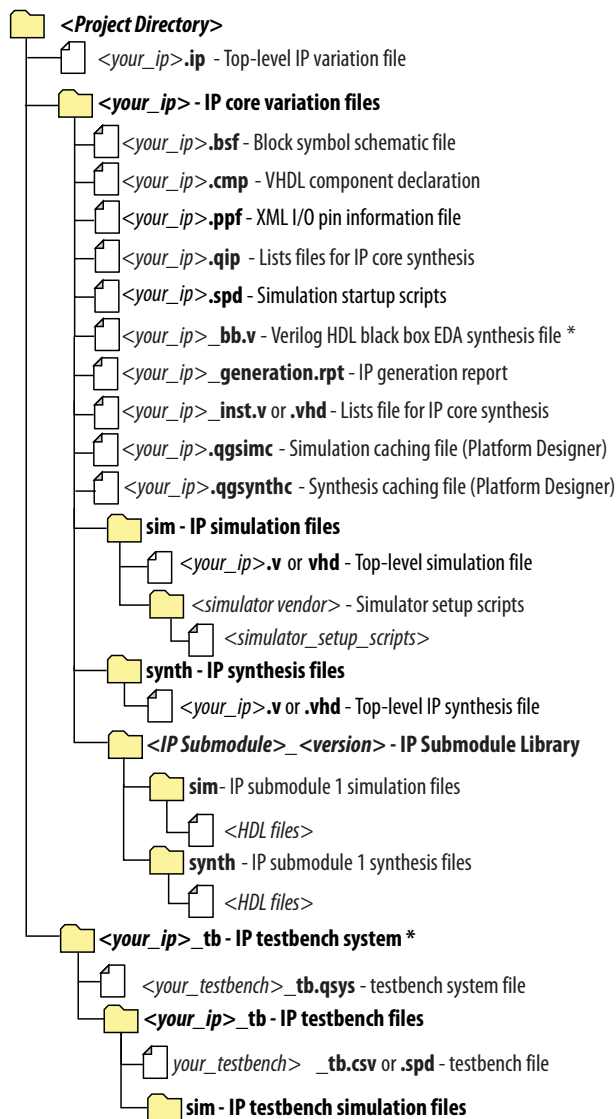 <Project Directory>
<your_ip>.ip - Top-level IP variation file
<your_ip> - IP core variation files
<your_ip>.bsf - Block symbol schematic file
<your_ip>.cmp - VHDL component declaration
<your_ip>.ppf - XML I/O pin information file
<your_ip>.qip - Lists files for IP core synthesis
<your_ip>.spd - Simulation startup scripts
<your_ip>_bb.v - Verilog HDL black box EDA synthesis file *
<your_ip>_generation.rpt - IP generation report
<your_ip>_inst.v or .vhd - Lists file for IP core synthesis
<your_ip>.qgsimc - Simulation caching file (Platform Designer)
<your_ip>.qgsynthc - Synthesis caching file (Platform Designer)
sim - IP simulation files
<your_ip>.v or vhd - Top-level simulation file
<simulator vendor> - Simulator setup scripts
<simulator_setup_scripts>
synth - IP synthesis files
<your_ip>.v or .vhd - Top-level IP synthesis file
<IP Submodule>_<version> - IP Submodule Library
sim- IP submodule 1 simulation files
<HDL files>
synth - IP submodule 1 synthesis files
<HDL files>
<your_ip>_tb - IP testbench system *
<your_testbench>_tb.qsys - testbench system file
<your_ip>_tb - IP testbench files
your_testbench> _tb.csv or .spd - testbench file
sim - IP testbench simulation files